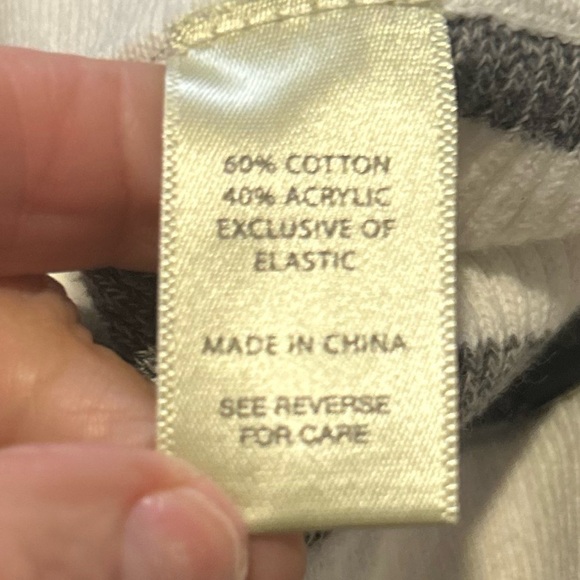 60% COTTON
40% ACRYLIC
EXCLUSIVE OF
ELASTIC
MADE IN CHINA
SEE REVERSE
FOR CARE